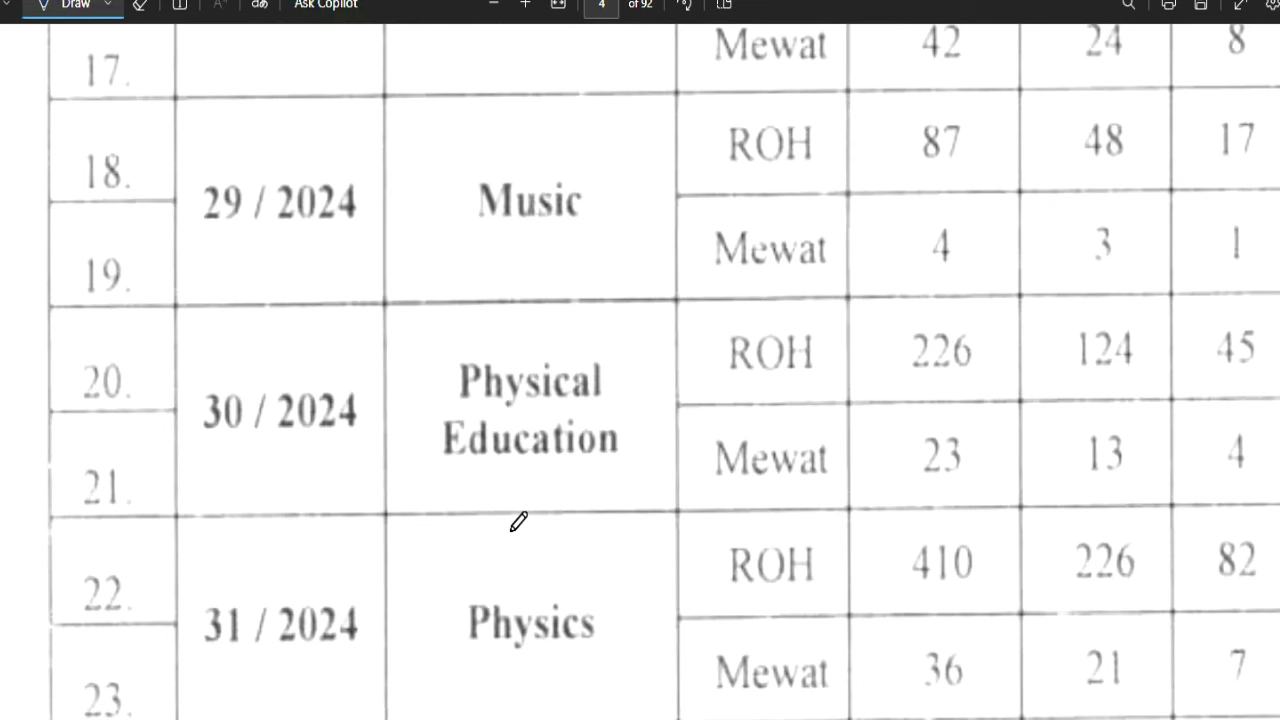 Draw
Ask Copilot
4 of 92
17. Mewat 42 24 8
18. ROH 87 48 17
29 / 2024 Music
19. Mewat 4 3 1
20. ROH 226 124 45
30 / 2024 Physical Education
21. Mewat 23 13 4
22. ROH 410 226 82
31 / 2024 Physics
23. Mewat 36 21 7